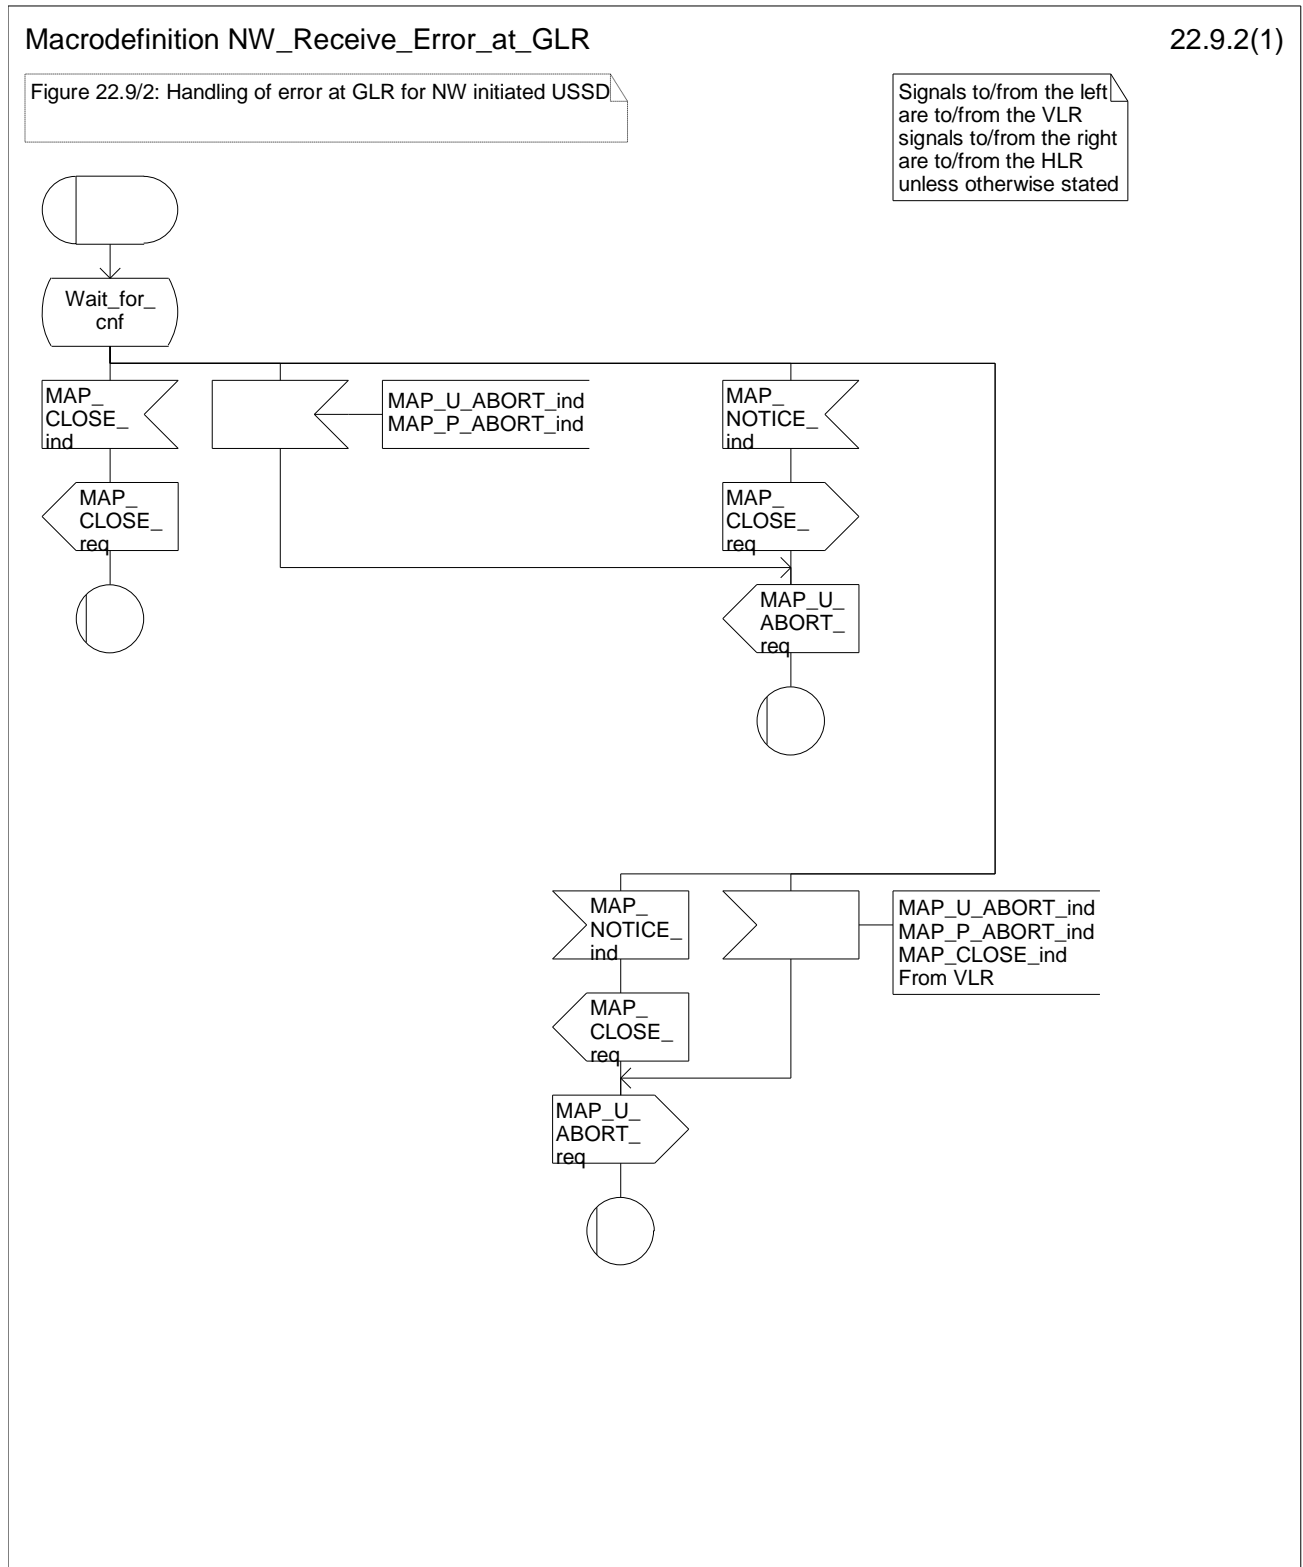 Macrodefinition NW_Receive_Error_at_GLR
22.9.2(1)
Figure 22.9/2: Handling of error at GLR for NW initiated USSD
Signals to/from the left
are to/from the VLR
signals to/from the right
are to/from the HLR
unless otherwise stated
Wait_for_
cnf
MAP_
CLOSE_
ind
MAP_U_ABORT_ind
MAP_P_ABORT_ind
MAP_
NOTICE_
ind
MAP_
CLOSE_
req
MAP_
CLOSE_
req
MAP_U_
ABORT_
req
MAP_
NOTICE_
ind
MAP_U_ABORT_ind
MAP_P_ABORT_ind
MAP_CLOSE_ind
From VLR
MAP_
CLOSE_
req
MAP_U_
ABORT_
req